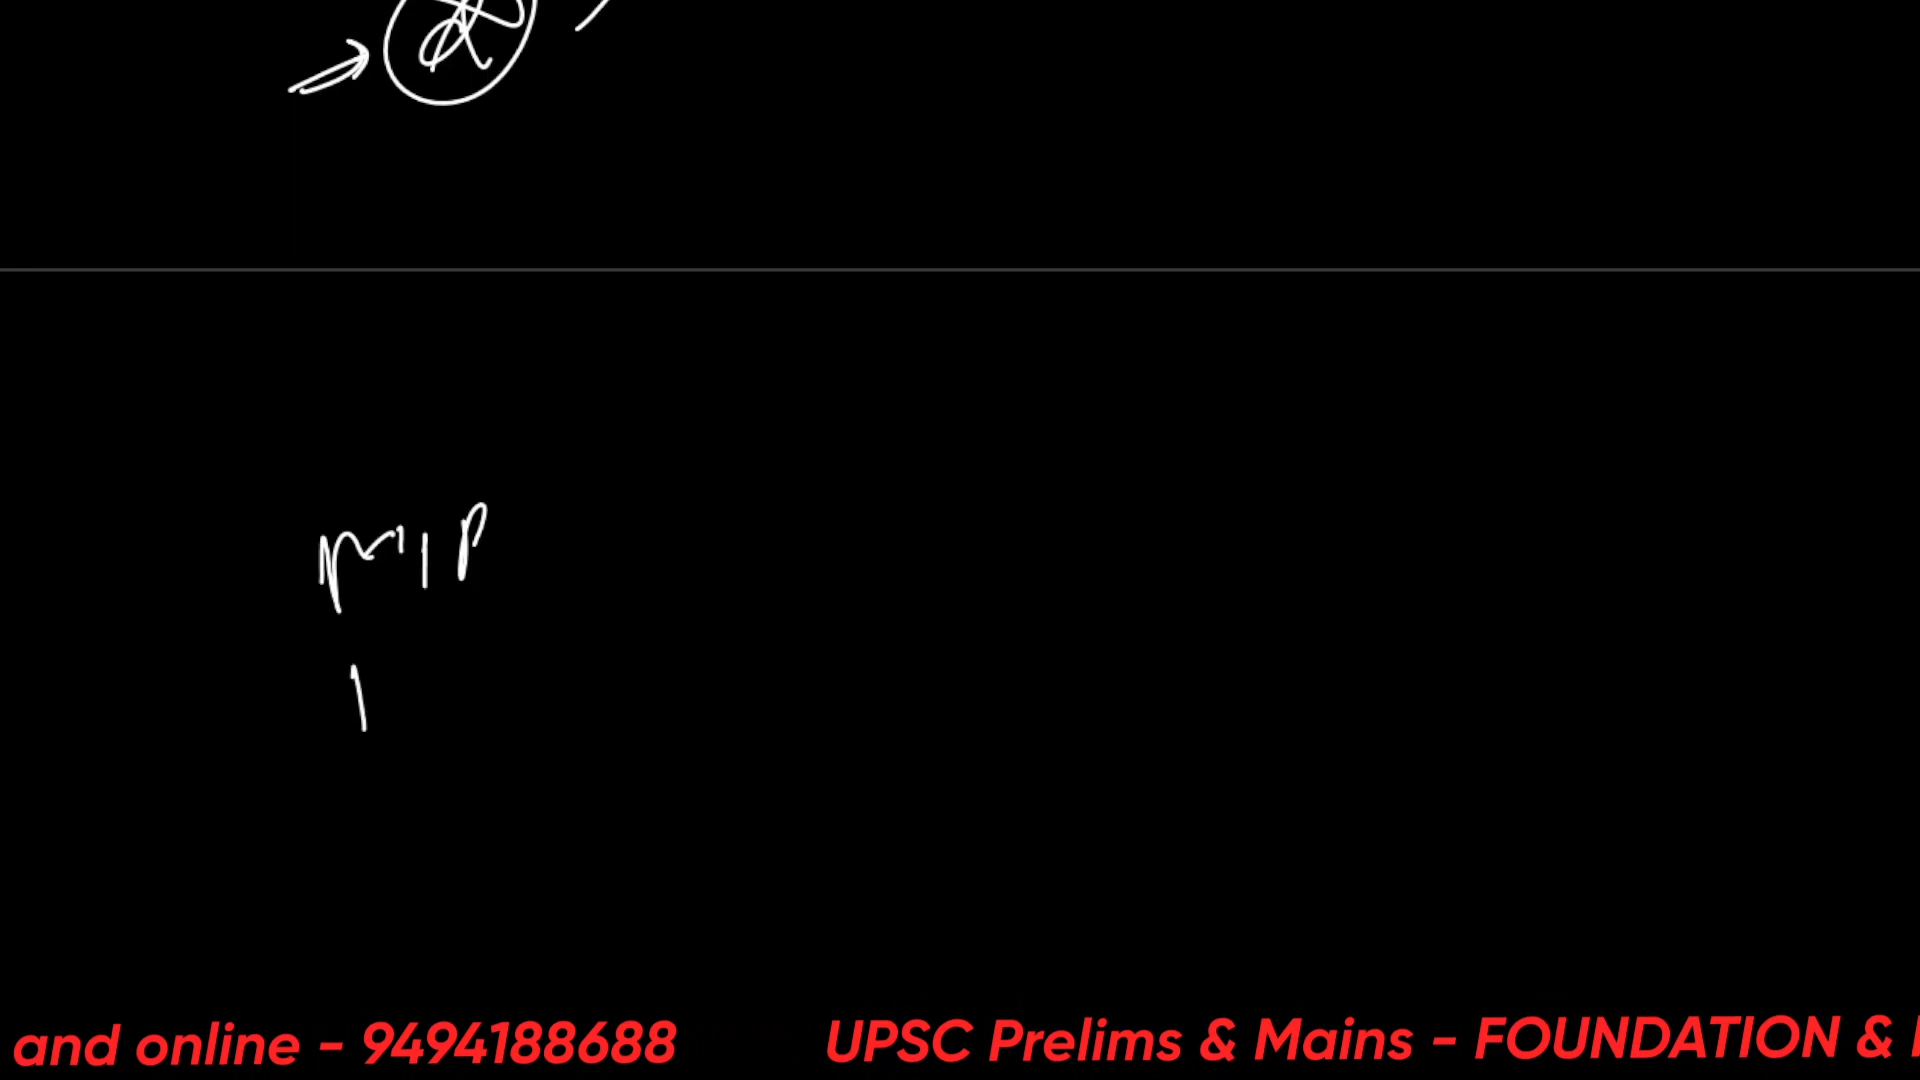 MIP
and online - 9494188688 UPSC Prelims & Mains - FOUNDATION &